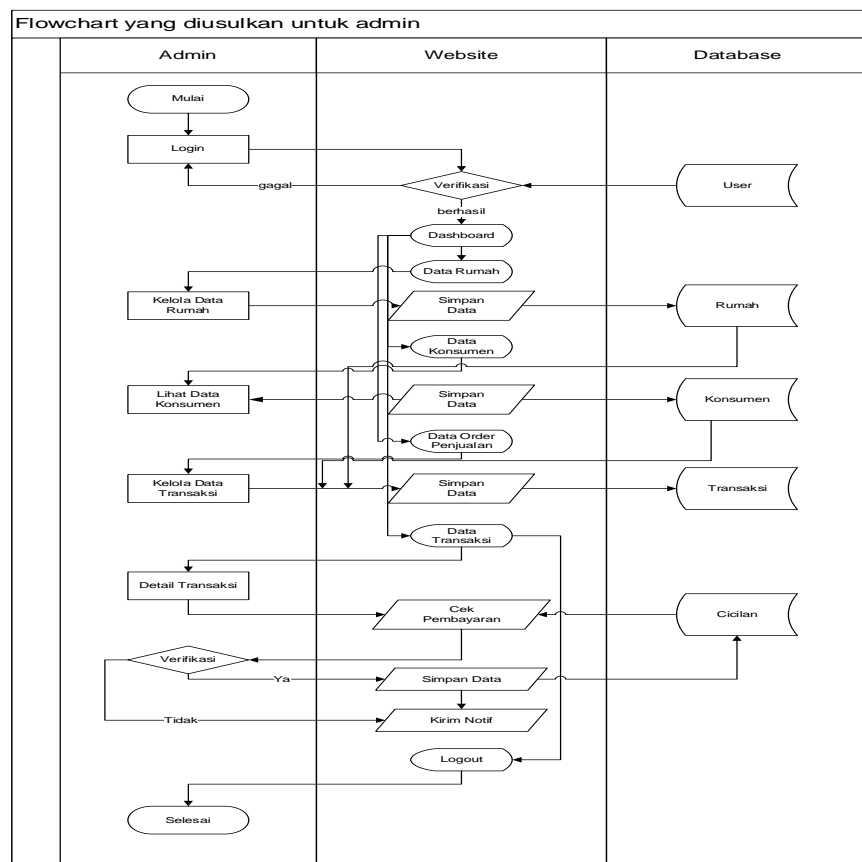 Flowchart yang diusulkan untuk admin
Admin
Website
Database
Mulai
Login
gagal
Verifikasi
User
berhasil
Dashboard
Data Rumah
Kelola Data
Rumah
Simpan
Data
Rumah
Data
Konsumen
Lihat Data
Konsumen
Simpan
Data
Konsumen
Data Order
Penjualan
Kelola Data
Transaksi
Simpan
Data
Transaksi
Data
Transaksi
Detail Transaksi
Cek
Pembayaran
Cicilan
Verifikasi
Ya
Simpan Data
Tidak
Kirim Notif
Logout
Selesai